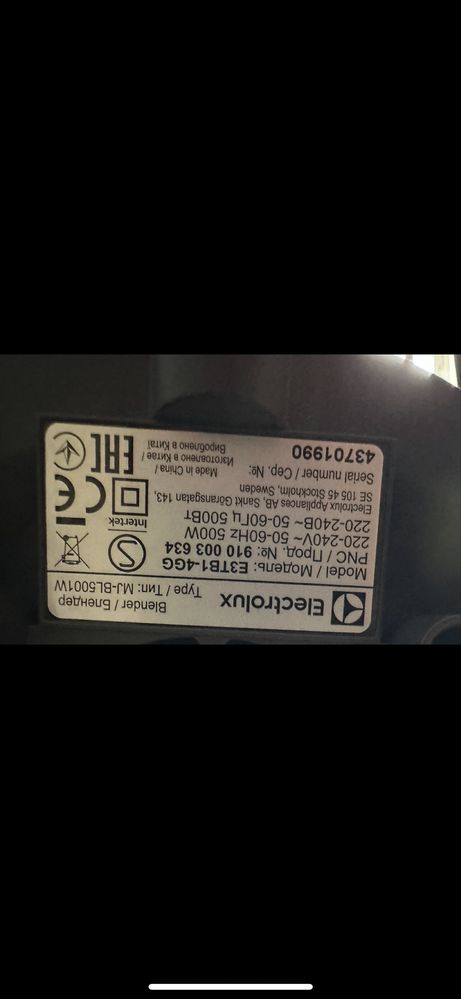 Electrolux
Blender / Блендер
Type / Тип: MJ-BL5001W
Model / Модель: E3TB1-4GG
PNC / Прод. №: 910 003 634
220-240V~ 50-60Hz 500W
220-240В~ 50-60Гц 500Вт
Electrolux Appliances AB, Sankt Göransgatan 143,
SE 105 45 Stockholm, Sweden
Serial number / Сер. №:
43701990
Made in China /
Изготовлено в Китае /
Вироблено в Китаї
S
Intertek
CE
EAC